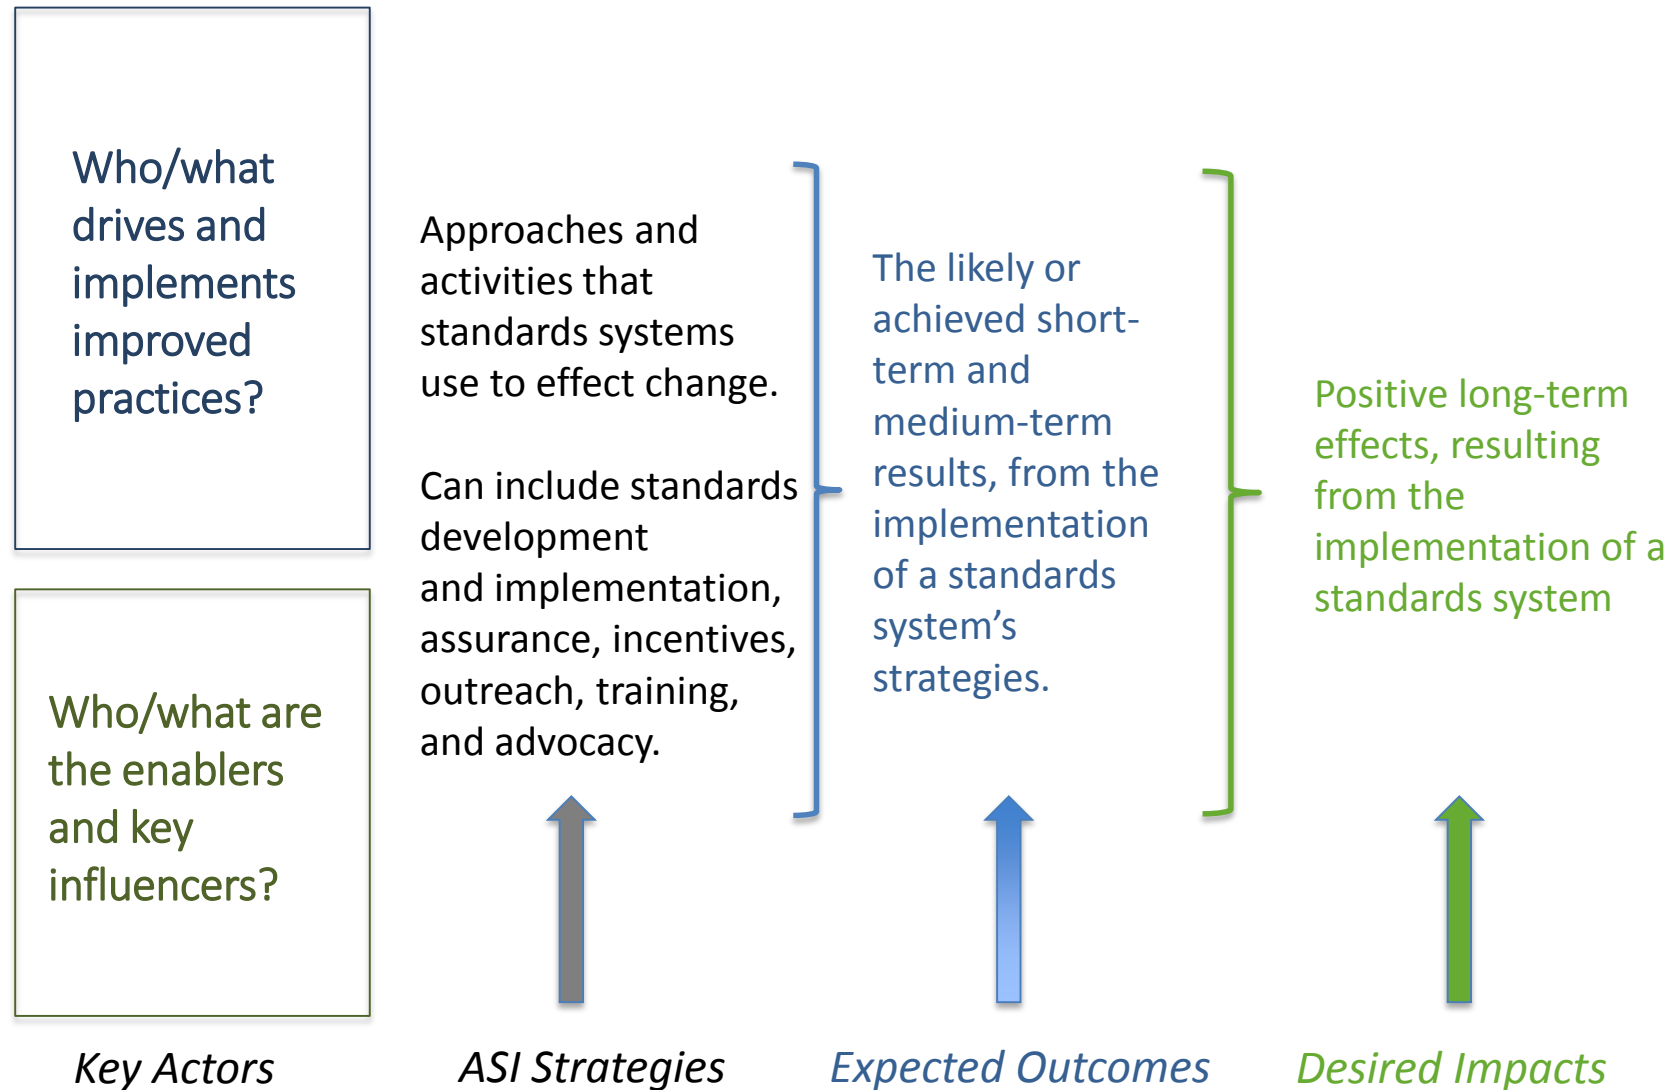 Who/what
drives and
implements
improved
practices?
Who/what are
the enablers
and key
influencers?
Key Actors
Approaches and
activities that
standards systems
use to effect change.
Can include standards
development
and implementation,
assurance, incentives,
outreach, training,
and advocacy.
ASI Strategies
The likely or
achieved short-
term and
medium-term
results, from the
implementation
of a standards
system’s
strategies.
Expected Outcomes
Positive long-term
effects, resulting
from the
implementation of a
standards system
Desired Impacts